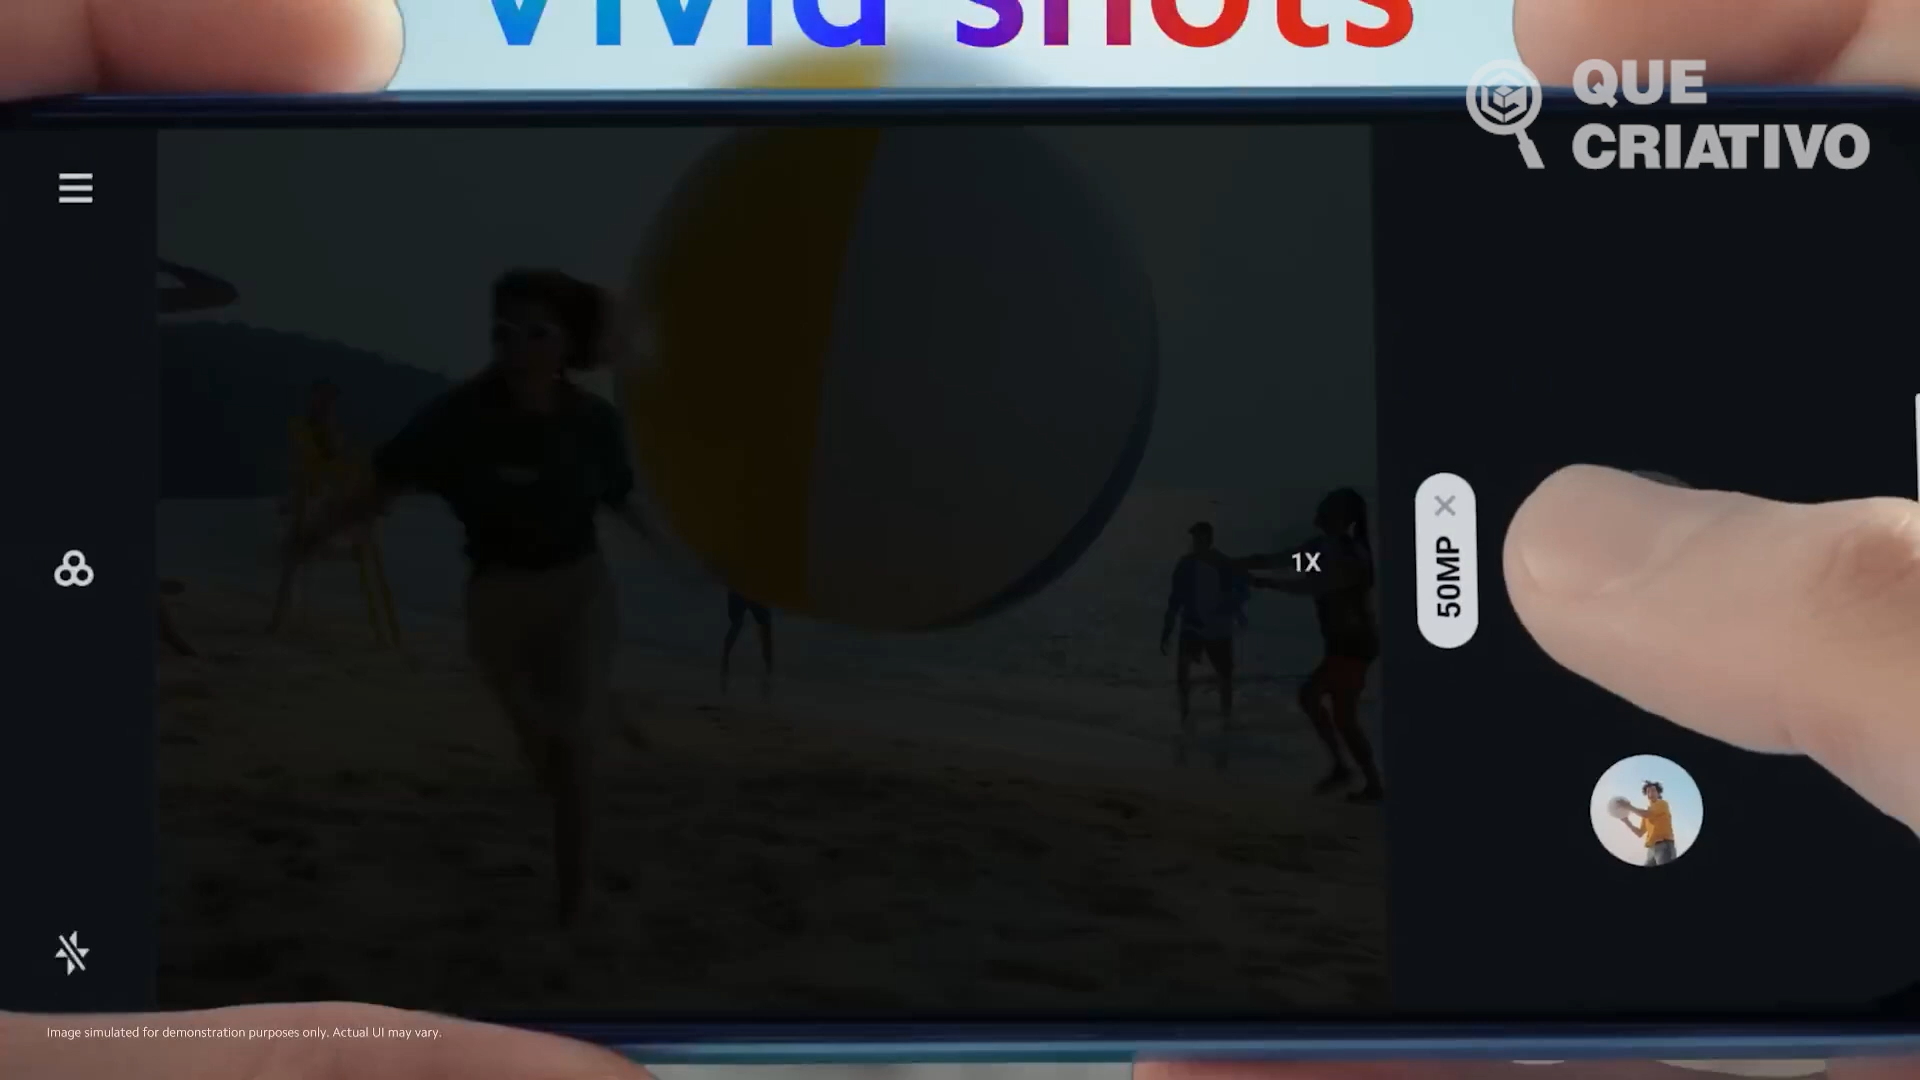 Vivid shots
QUE
CRIATIVO
1X
50MP
Image simulated for demonstration purposes only. Actual UI may vary.